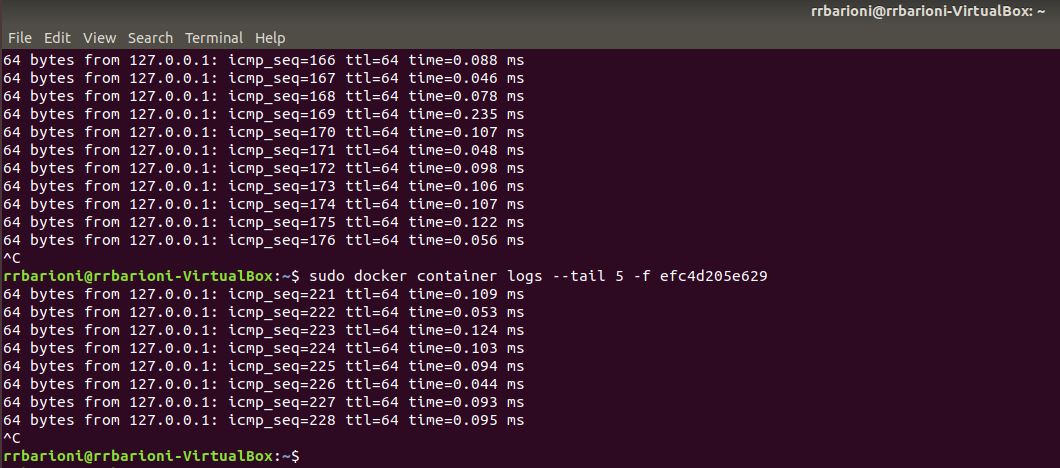 rrbarioni@rrbarioni-VirtualBox: ~
File Edit View Search Terminal Help
64 bytes from 127.0.0.1: icmp_seq=166 ttl=64 time=0.088 ms
64 bytes from 127.0.0.1: icmp_seq=167 ttl=64 time=0.046 ms
64 bytes from 127.0.0.1: icmp_seq=168 ttl=64 time=0.078 ms
64 bytes from 127.0.0.1: icmp_seq=169 ttl=64 time=0.235 ms
64 bytes from 127.0.0.1: icmp_seq=170 ttl=64 time=0.107 ms
64 bytes from 127.0.0.1: icmp_seq=171 ttl=64 time=0.048 ms
64 bytes from 127.0.0.1: icmp_seq=172 ttl=64 time=0.098 ms
64 bytes from 127.0.0.1: icmp_seq=173 ttl=64 time=0.106 ms
64 bytes from 127.0.0.1: icmp_seq=174 ttl=64 time=0.107 ms
64 bytes from 127.0.0.1: icmp_seq=175 ttl=64 time=0.122 ms
64 bytes from 127.0.0.1: icmp_seq=176 ttl=64 time=0.056 ms
^C
rrbarioni@rrbarioni-VirtualBox:~$ sudo docker container logs --tail 5 -f efc4d205e629
64 bytes from 127.0.0.1: icmp_seq=221 ttl=64 time=0.109 ms
64 bytes from 127.0.0.1: icmp_seq=222 ttl=64 time=0.053 ms
64 bytes from 127.0.0.1: icmp_seq=223 ttl=64 time=0.124 ms
64 bytes from 127.0.0.1: icmp_seq=224 ttl=64 time=0.103 ms
64 bytes from 127.0.0.1: icmp_seq=225 ttl=64 time=0.094 ms
64 bytes from 127.0.0.1: icmp_seq=226 ttl=64 time=0.044 ms
64 bytes from 127.0.0.1: icmp_seq=227 ttl=64 time=0.093 ms
64 bytes from 127.0.0.1: icmp_seq=228 ttl=64 time=0.095 ms
^C
rrbarioni@rrbarioni-VirtualBox:~$